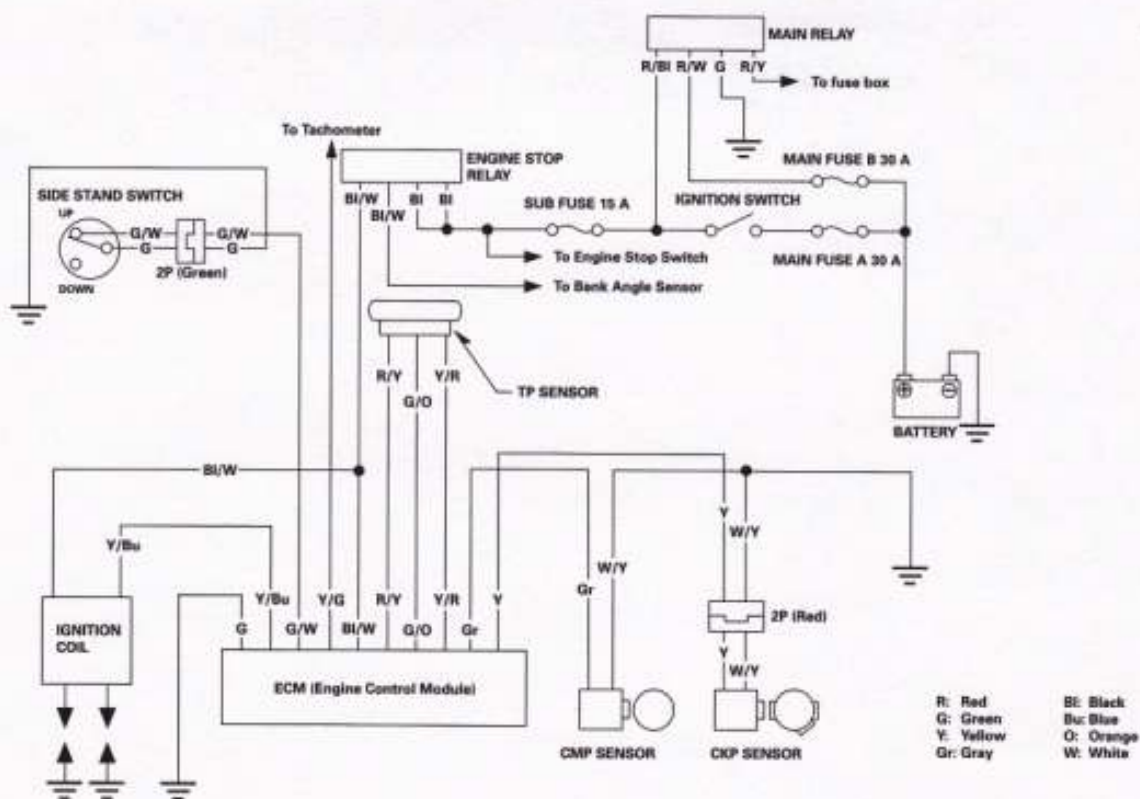 MAIN RELAY
R/Bl R/W G R/Y
To fuse box
To Tachometer
ENGINE STOP
RELAY
MAIN FUSE B 30 A
SIDE STAND SWITCH
UP
Bl/W Bl Bl
Bl/W
SUB FUSE 15 A
IGNITION SWITCH
G/W G/W
G G
2P (Green)
DOWN
To Engine Stop Switch
MAIN FUSE A 30 A
To Bank Angle Sensor
R/Y Y/R
G/O
TP SENSOR
BATTERY
Bl/W
Y/Bu
Y
W/Y
W/Y
Gr
Y/Bu Y/G R/Y Y/R Y
G G/W Bl/W G/O Gr
2P (Red)
IGNITION
COIL
Y
W/Y
ECM (Engine Control Module)
CMP SENSOR
CKP SENSOR
R: Red Bl: Black
G: Green Bu: Blue
Y: Yellow O: Orange
Gr: Gray W: White